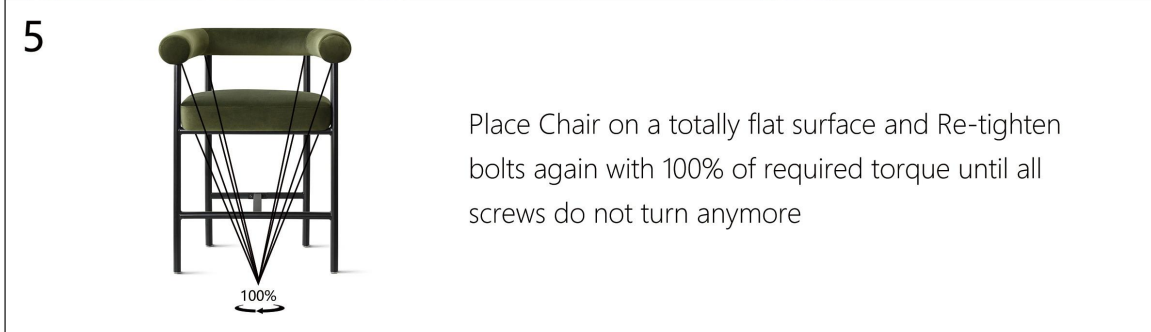 5
Place Chair on a totally flat surface and Re-tighten
bolts again with 100% of required torque until all
screws do not turn anymore
100%